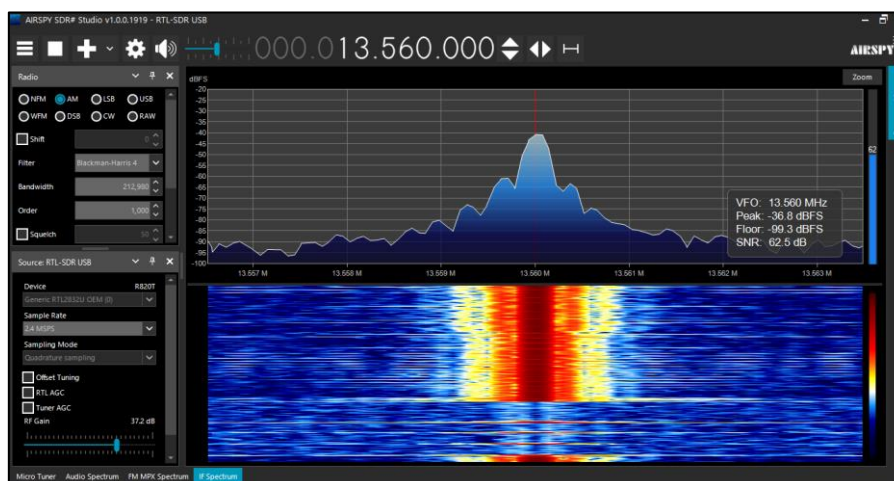 AIRSPY SDR# Studio v1.0.0.1919 - RTL-SDR USB
000.013.560.000
AIRSPY
Radio
NFM AM LSB USB
WFM DSB CW RAW
Shift 0
Filter Blackman-Harris 4
Bandwidth 212,980
Order 1,000
Squelch 50
Source: RTL-SDR USB
Device R820T
Generic RTL2832U OEM (0)
Sample Rate
2.4 MSPS
Sampling Mode
Quadrature sampling
Offset Tuning
RTL AGC
Tuner AGC
RF Gain 37.2 dB
Micro Tuner Audio Spectrum FM MPX Spectrum IF Spectrum
dBFS
Zoom
-20
-25
-30
-35
-40
-45
-50
-55
-60
-65
-70
-75
-80
-85
-90
-95
-100
62
VFO: 13.560 MHz
Peak: -36.8 dBFS
Floor: -99.3 dBFS
SNR: 62.5 dB
13.557 M 13.558 M 13.559 M 13.560 M 13.561 M 13.562 M 13.563 M